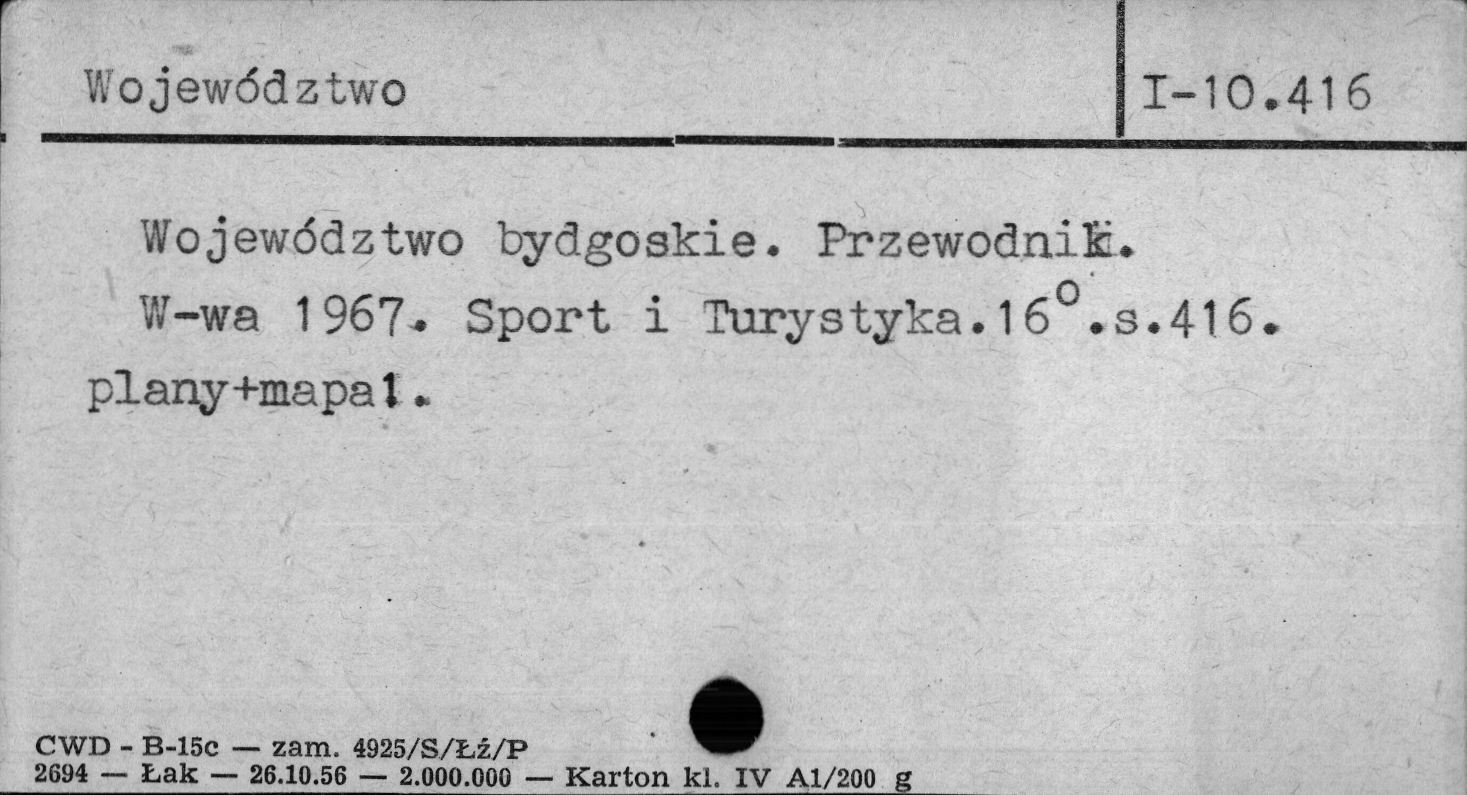 Województwo
I-10.416
Województwo bydgoskie. Przewodnik.
W-wa 1967. Sport i Turystyka.16°.s.416.
plany+mapa1.
CWD - B-15c — zam. 4925/S/Łź/P
2694 — Łak — 26.10.56 — 2.000.000 — Karton kl. IV A1/200 g